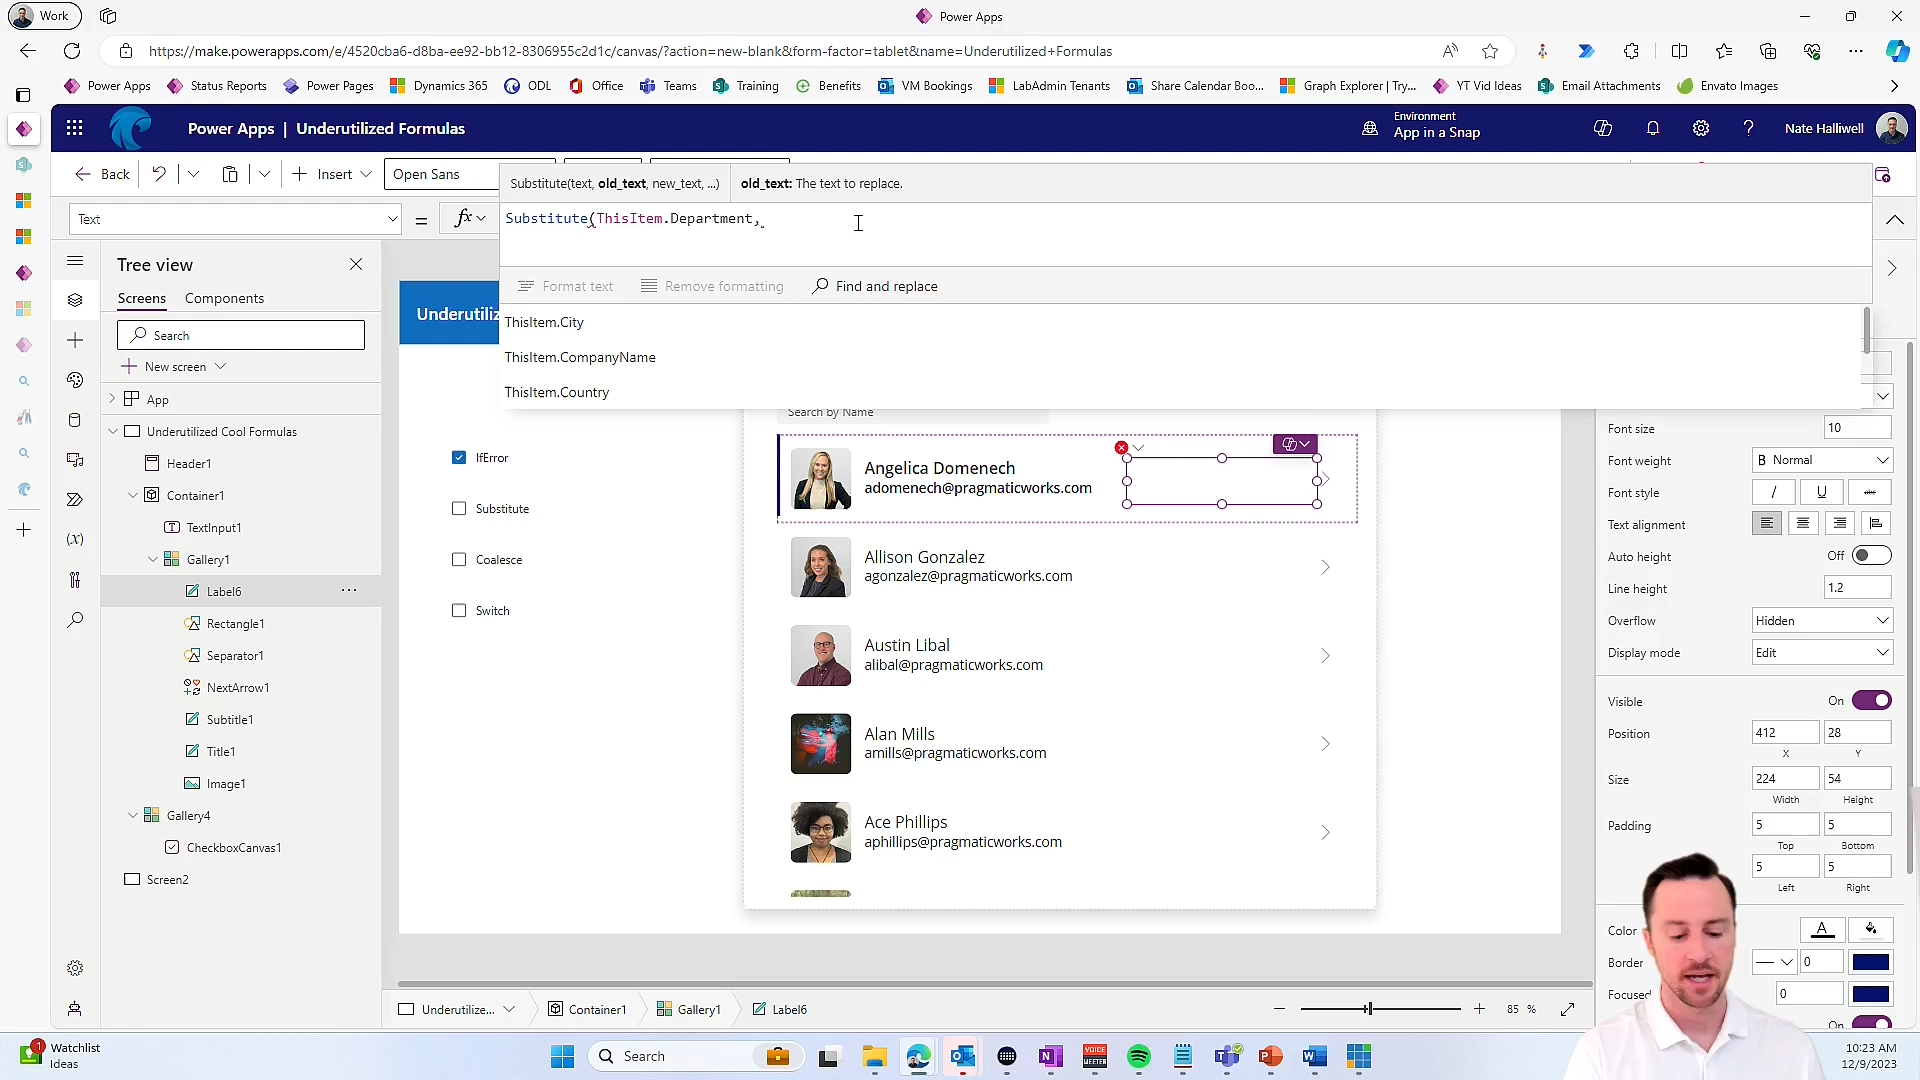 Work
Power Apps
https://make.powerapps.com/e/4520cba6-d8ba-ee92-bb12-8306955c2d1c/canvas/?action=new-blank&form-factor=tablet&name=Underutilized+Formulas
Power Apps
Status Reports
Power Pages
Dynamics 365
ODL
Office
Teams
Training
Benefits
VM Bookings
LabAdmin Tenants
Share Calendar Boo...
Graph Explorer | Try...
YT Vid Ideas
Email Attachments
Envato Images
Power Apps | Underutilized Formulas
Environment
App in a Snap
Nate Halliwell
Back
Insert
Open Sans
Substitute(text, old_text, new_text, ...)
old_text: The text to replace.
Text
=
fx
Substitute(ThisItem.Department,
Format text
Remove formatting
Find and replace
ThisItem.City
ThisItem.CompanyName
ThisItem.Country
Tree view
Screens
Components
Search
New screen
App
Underutilized Cool Formulas
Header1
Container1
TextInput1
Gallery1
Label6
Rectangle1
Separator1
NextArrow1
Subtitle1
Title1
Image1
Gallery4
CheckboxCanvas1
Screen2
Underutiliz
IfError
Substitute
Coalesce
Switch
Search by Name
Angelica Domenech
adomenech@pragmaticworks.com
Allison Gonzalez
agonzalez@pragmaticworks.com
Austin Libal
alibal@pragmaticworks.com
Alan Mills
amills@pragmaticworks.com
Ace Phillips
aphillips@pragmaticworks.com
Font size
10
Font weight
B Normal
Font style
/ U abc
Text alignment
Auto height
Off
Line height
1.2
Overflow
Hidden
Display mode
Edit
Visible
On
Position
412
28
X
Y
Size
224
54
Width
Height
Padding
5
5
Top
Bottom
5
5
Left
Right
Color
A
Border
0
Focused
0
On
Underutilize...
Container1
Gallery1
Label6
85 %
1
Watchlist
Ideas
Search
VOICE
MEETER
10:23 AM
12/9/2023